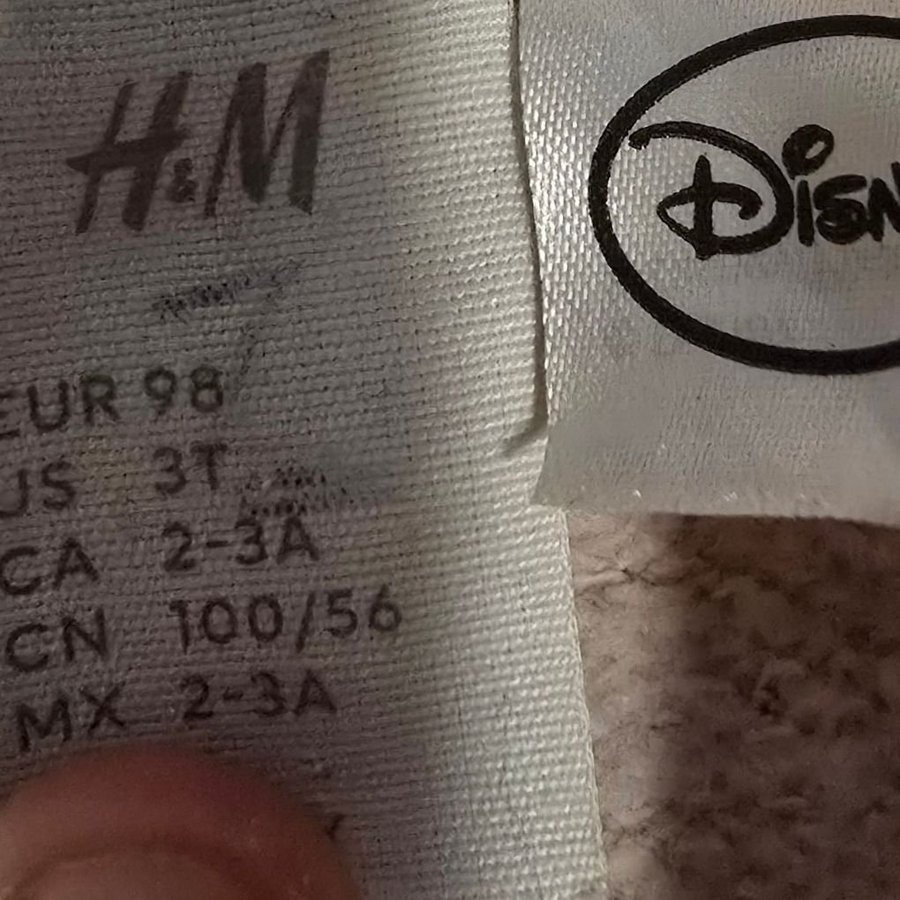 H&M
EUR 98
US 3T
CA 2-3A
CN 100/56
MX 2-3A
DISN